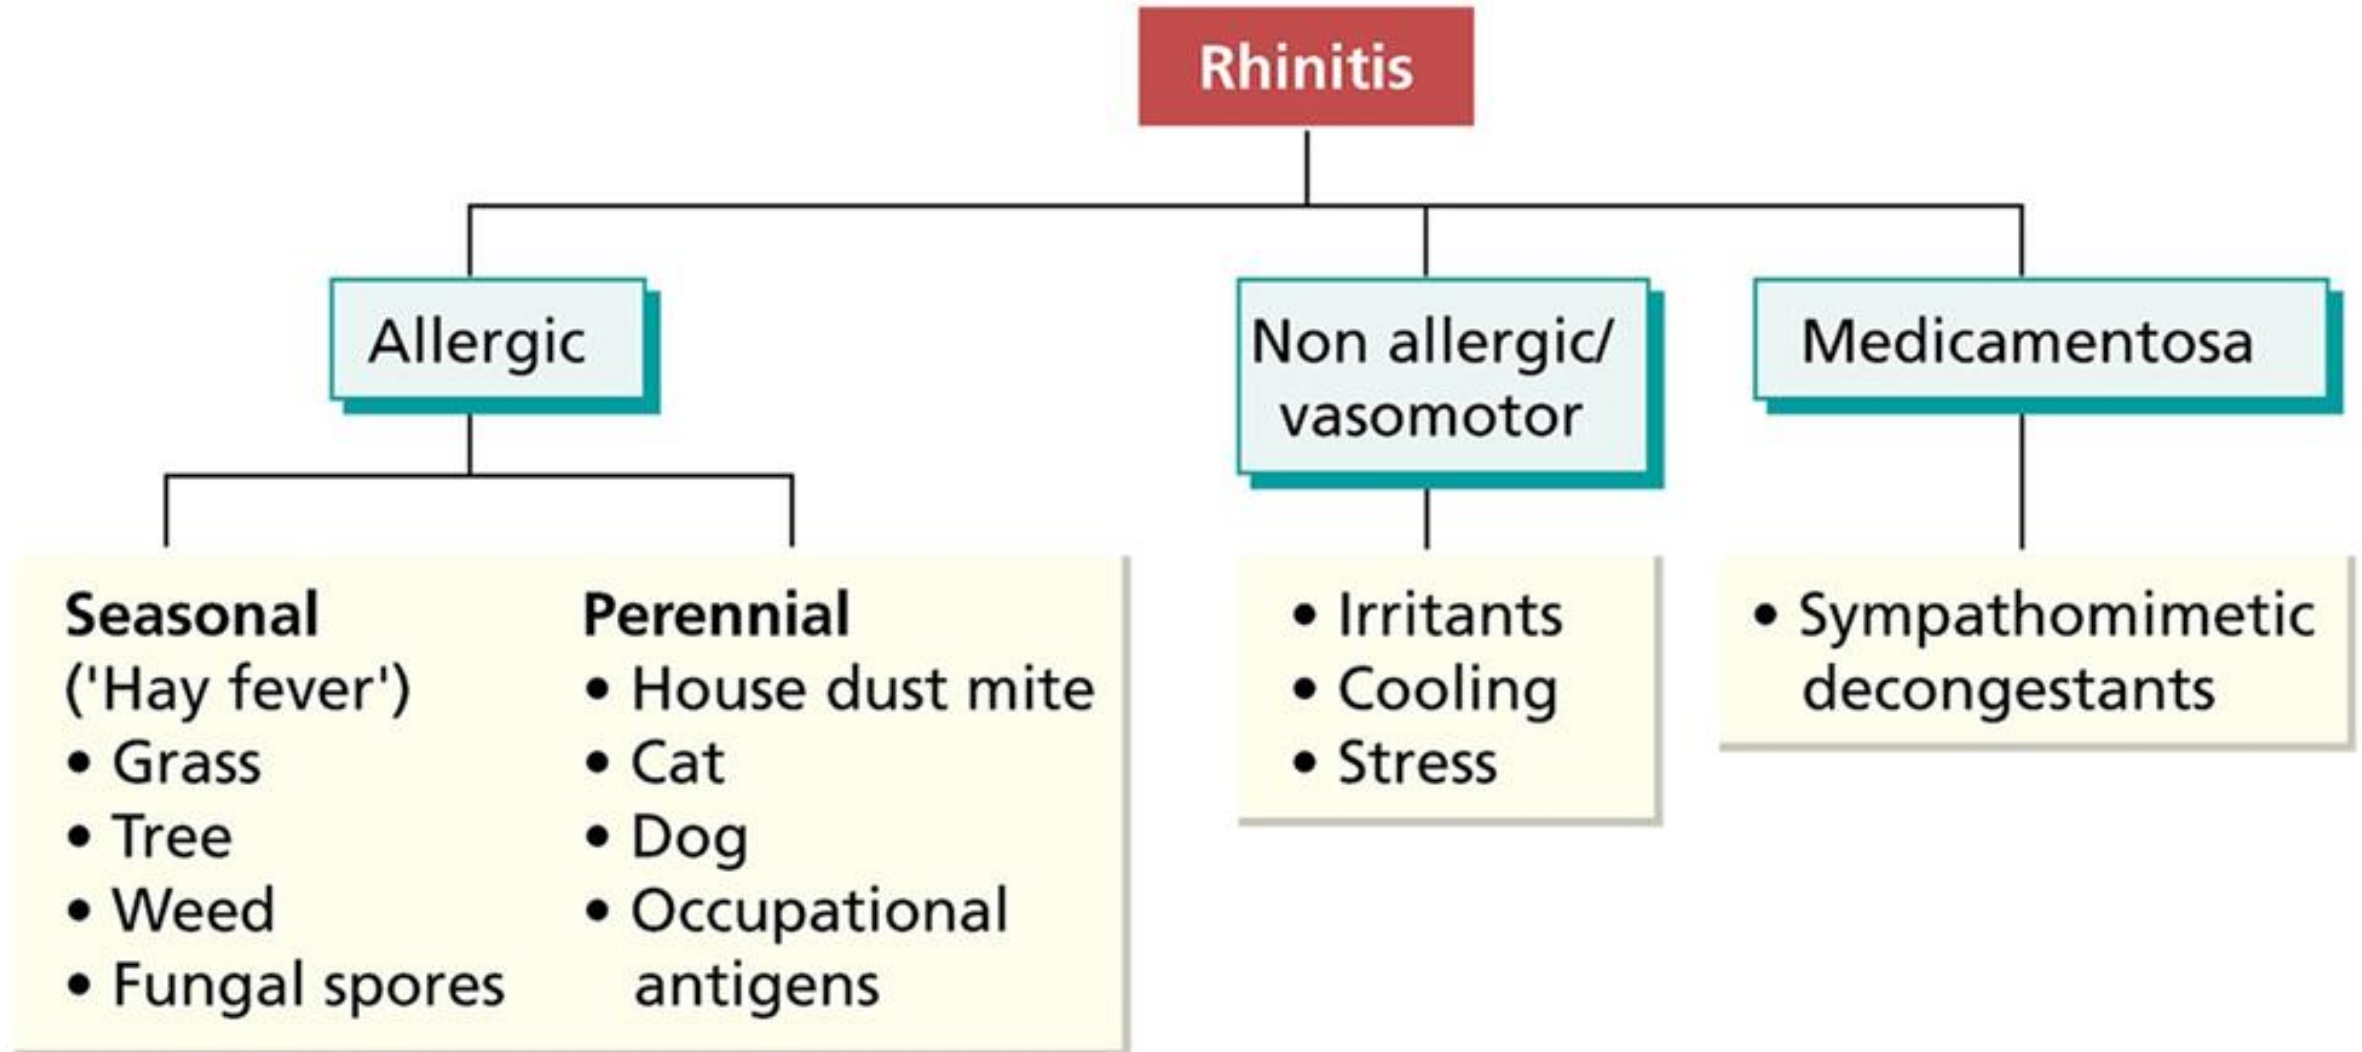 Rhinitis
Allergic
Non allergic/
vasomotor
Medicamentosa
Seasonal
('Hay fever')
• Grass
• Tree
• Weed
• Fungal spores
Perennial
• House dust mite
• Cat
• Dog
• Occupational
antigens
• Irritants
• Cooling
• Stress
• Sympathomimetic
decongestants